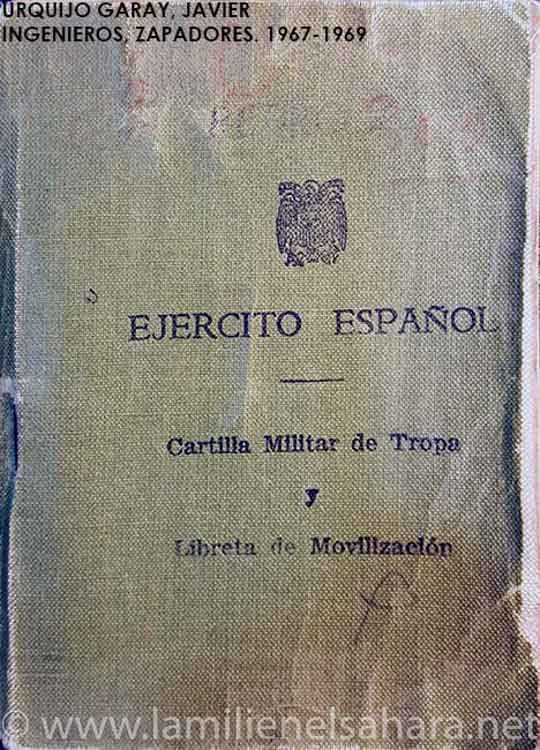 URQUIJO GARAY, JAVIER
INGENIEROS, ZAPADORES. 1967-1969
EJERCITO ESPAÑOL
Cartilla Militar de Tropa
y
Libreta de Movilización
© www.lamilienelsahara.net